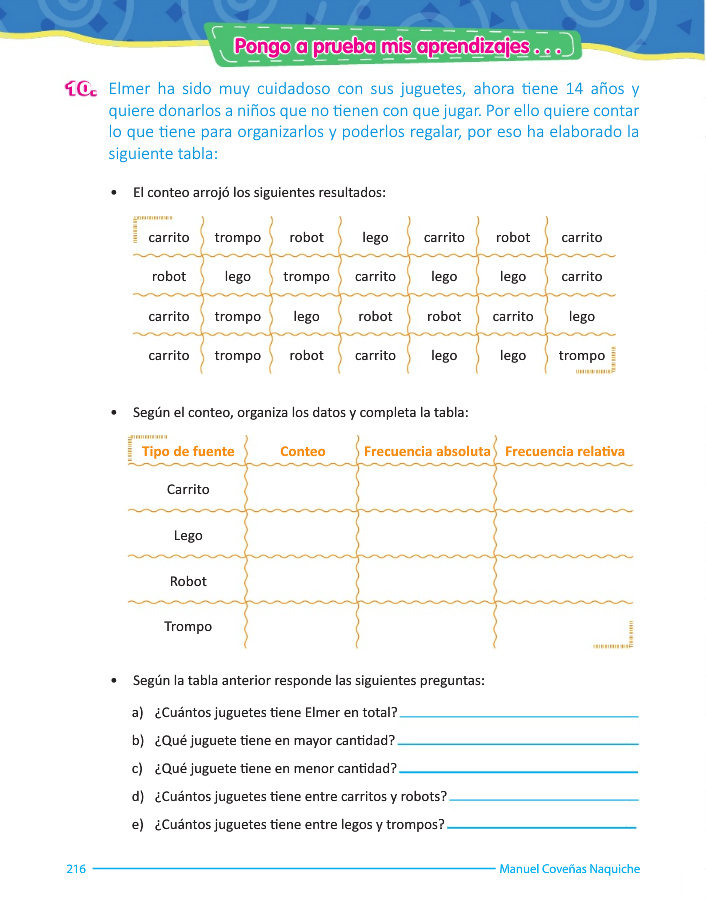 Pongo a prueba mis aprendizajes . . .
10. Elmer ha sido muy cuidadoso con sus juguetes, ahora tiene 14 años y
quiere donarlos a niños que no tienen con que jugar. Por ello quiere contar
lo que tiene para organizarlos y poderlos regalar, por eso ha elaborado la
siguiente tabla:
• El conteo arrojó los siguientes resultados:
carrito trompo robot lego carrito robot carrito
robot lego trompo carrito lego lego carrito
carrito trompo lego robot robot carrito lego
carrito trompo robot carrito lego lego trompo
• Según el conteo, organiza los datos y completa la tabla:
Tipo de fuente Conteo Frecuencia absoluta Frecuencia relativa
Carrito
Lego
Robot
Trompo
• Según la tabla anterior responde las siguientes preguntas:
a) ¿Cuántos juguetes tiene Elmer en total?
b) ¿Qué juguete tiene en mayor cantidad?
c) ¿Qué juguete tiene en menor cantidad?
d) ¿Cuántos juguetes tiene entre carritos y robots?
e) ¿Cuántos juguetes tiene entre legos y trompos?
216 Manuel Coveñas Naquiche